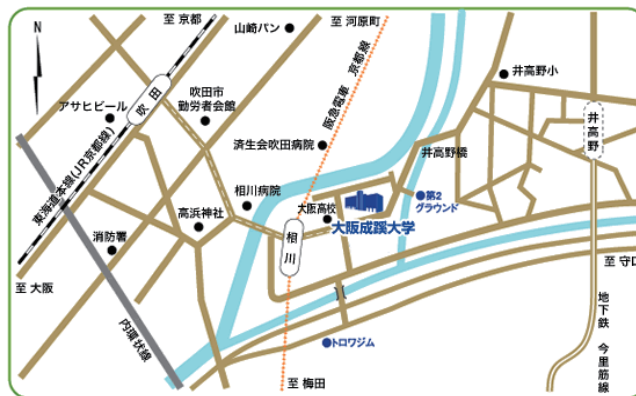 至 京都
至 河原町
N
山崎パン
阪急電車 京都線
井高野小
アサヒビール
吹田
吹田市
勤労者会館
井高野
東海道本線(JR京都線)
済生会吹田病院
井高野橋
相川病院
大阪高校
第2
グラウンド
高浜神社
大阪成蹊大学
消防署
相川
至 守口
至 大阪
内環状線
地下鉄 今里筋線
トロワジム
至 梅田